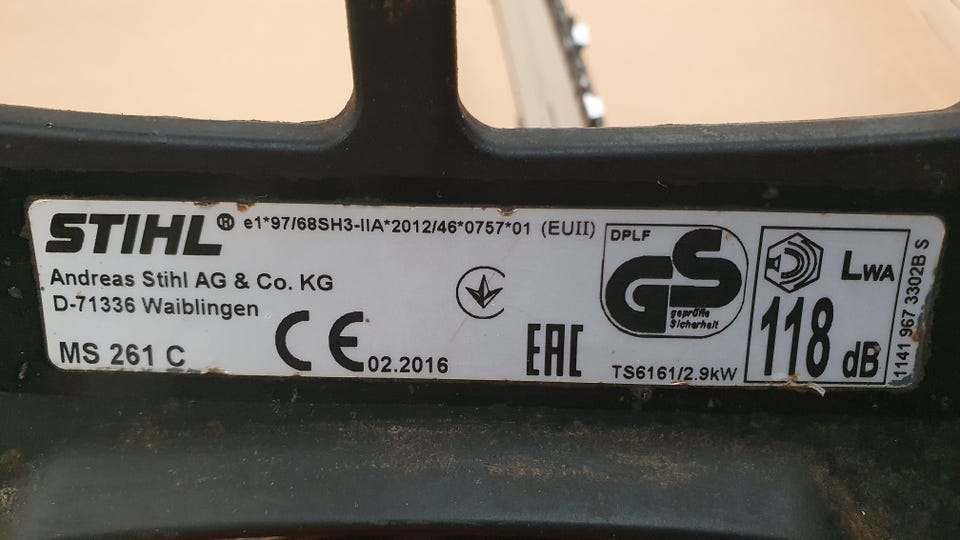 STIHL® e1*97/68SH3-IIA*2012/46*0757*01 (EUII)
Andreas Stihl AG & Co. KG
D-71336 Waiblingen
MS 261 C
CE 02.2016
EAC
DPLF
GS
geprüfte
Sicherheit
TS6161/2.9kW
LWA
118 dB
1141 967 3302B S